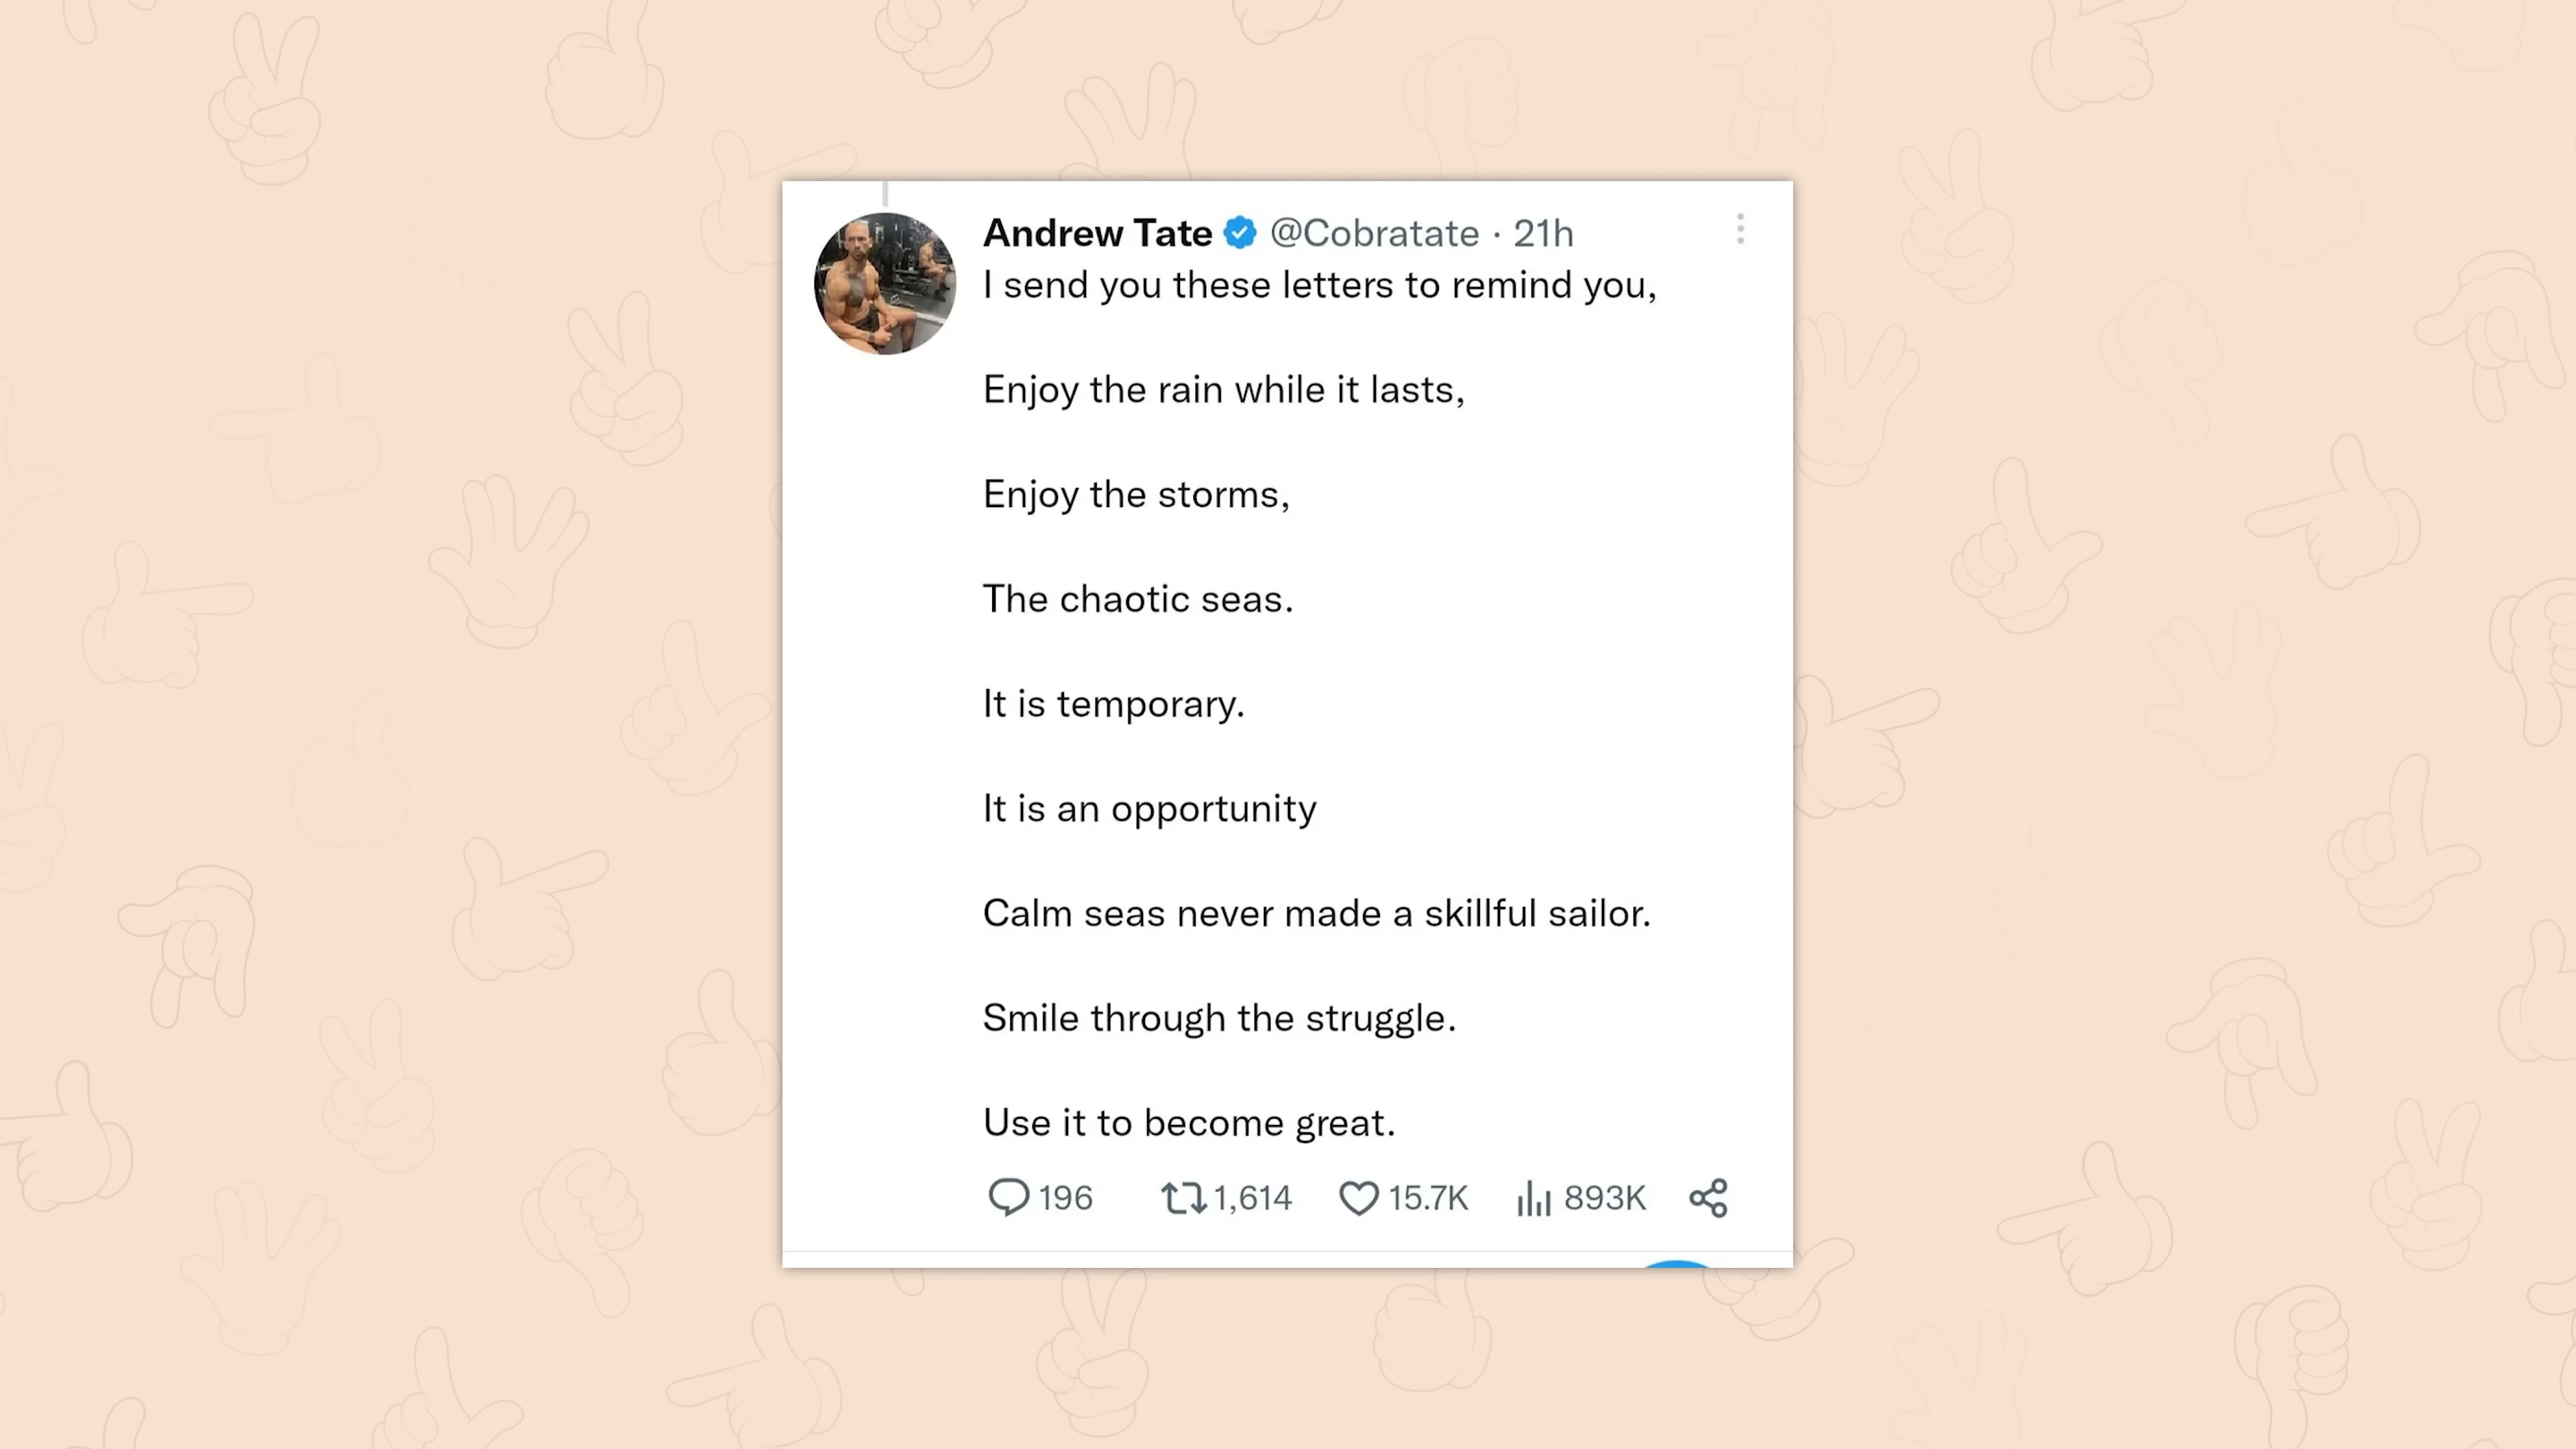 Andrew Tate @Cobratate · 21h
I send you these letters to remind you,
Enjoy the rain while it lasts,
Enjoy the storms,
The chaotic seas.
It is temporary.
It is an opportunity
Calm seas never made a skillful sailor.
Smile through the struggle.
Use it to become great.
196 1,614 15.7K 893K